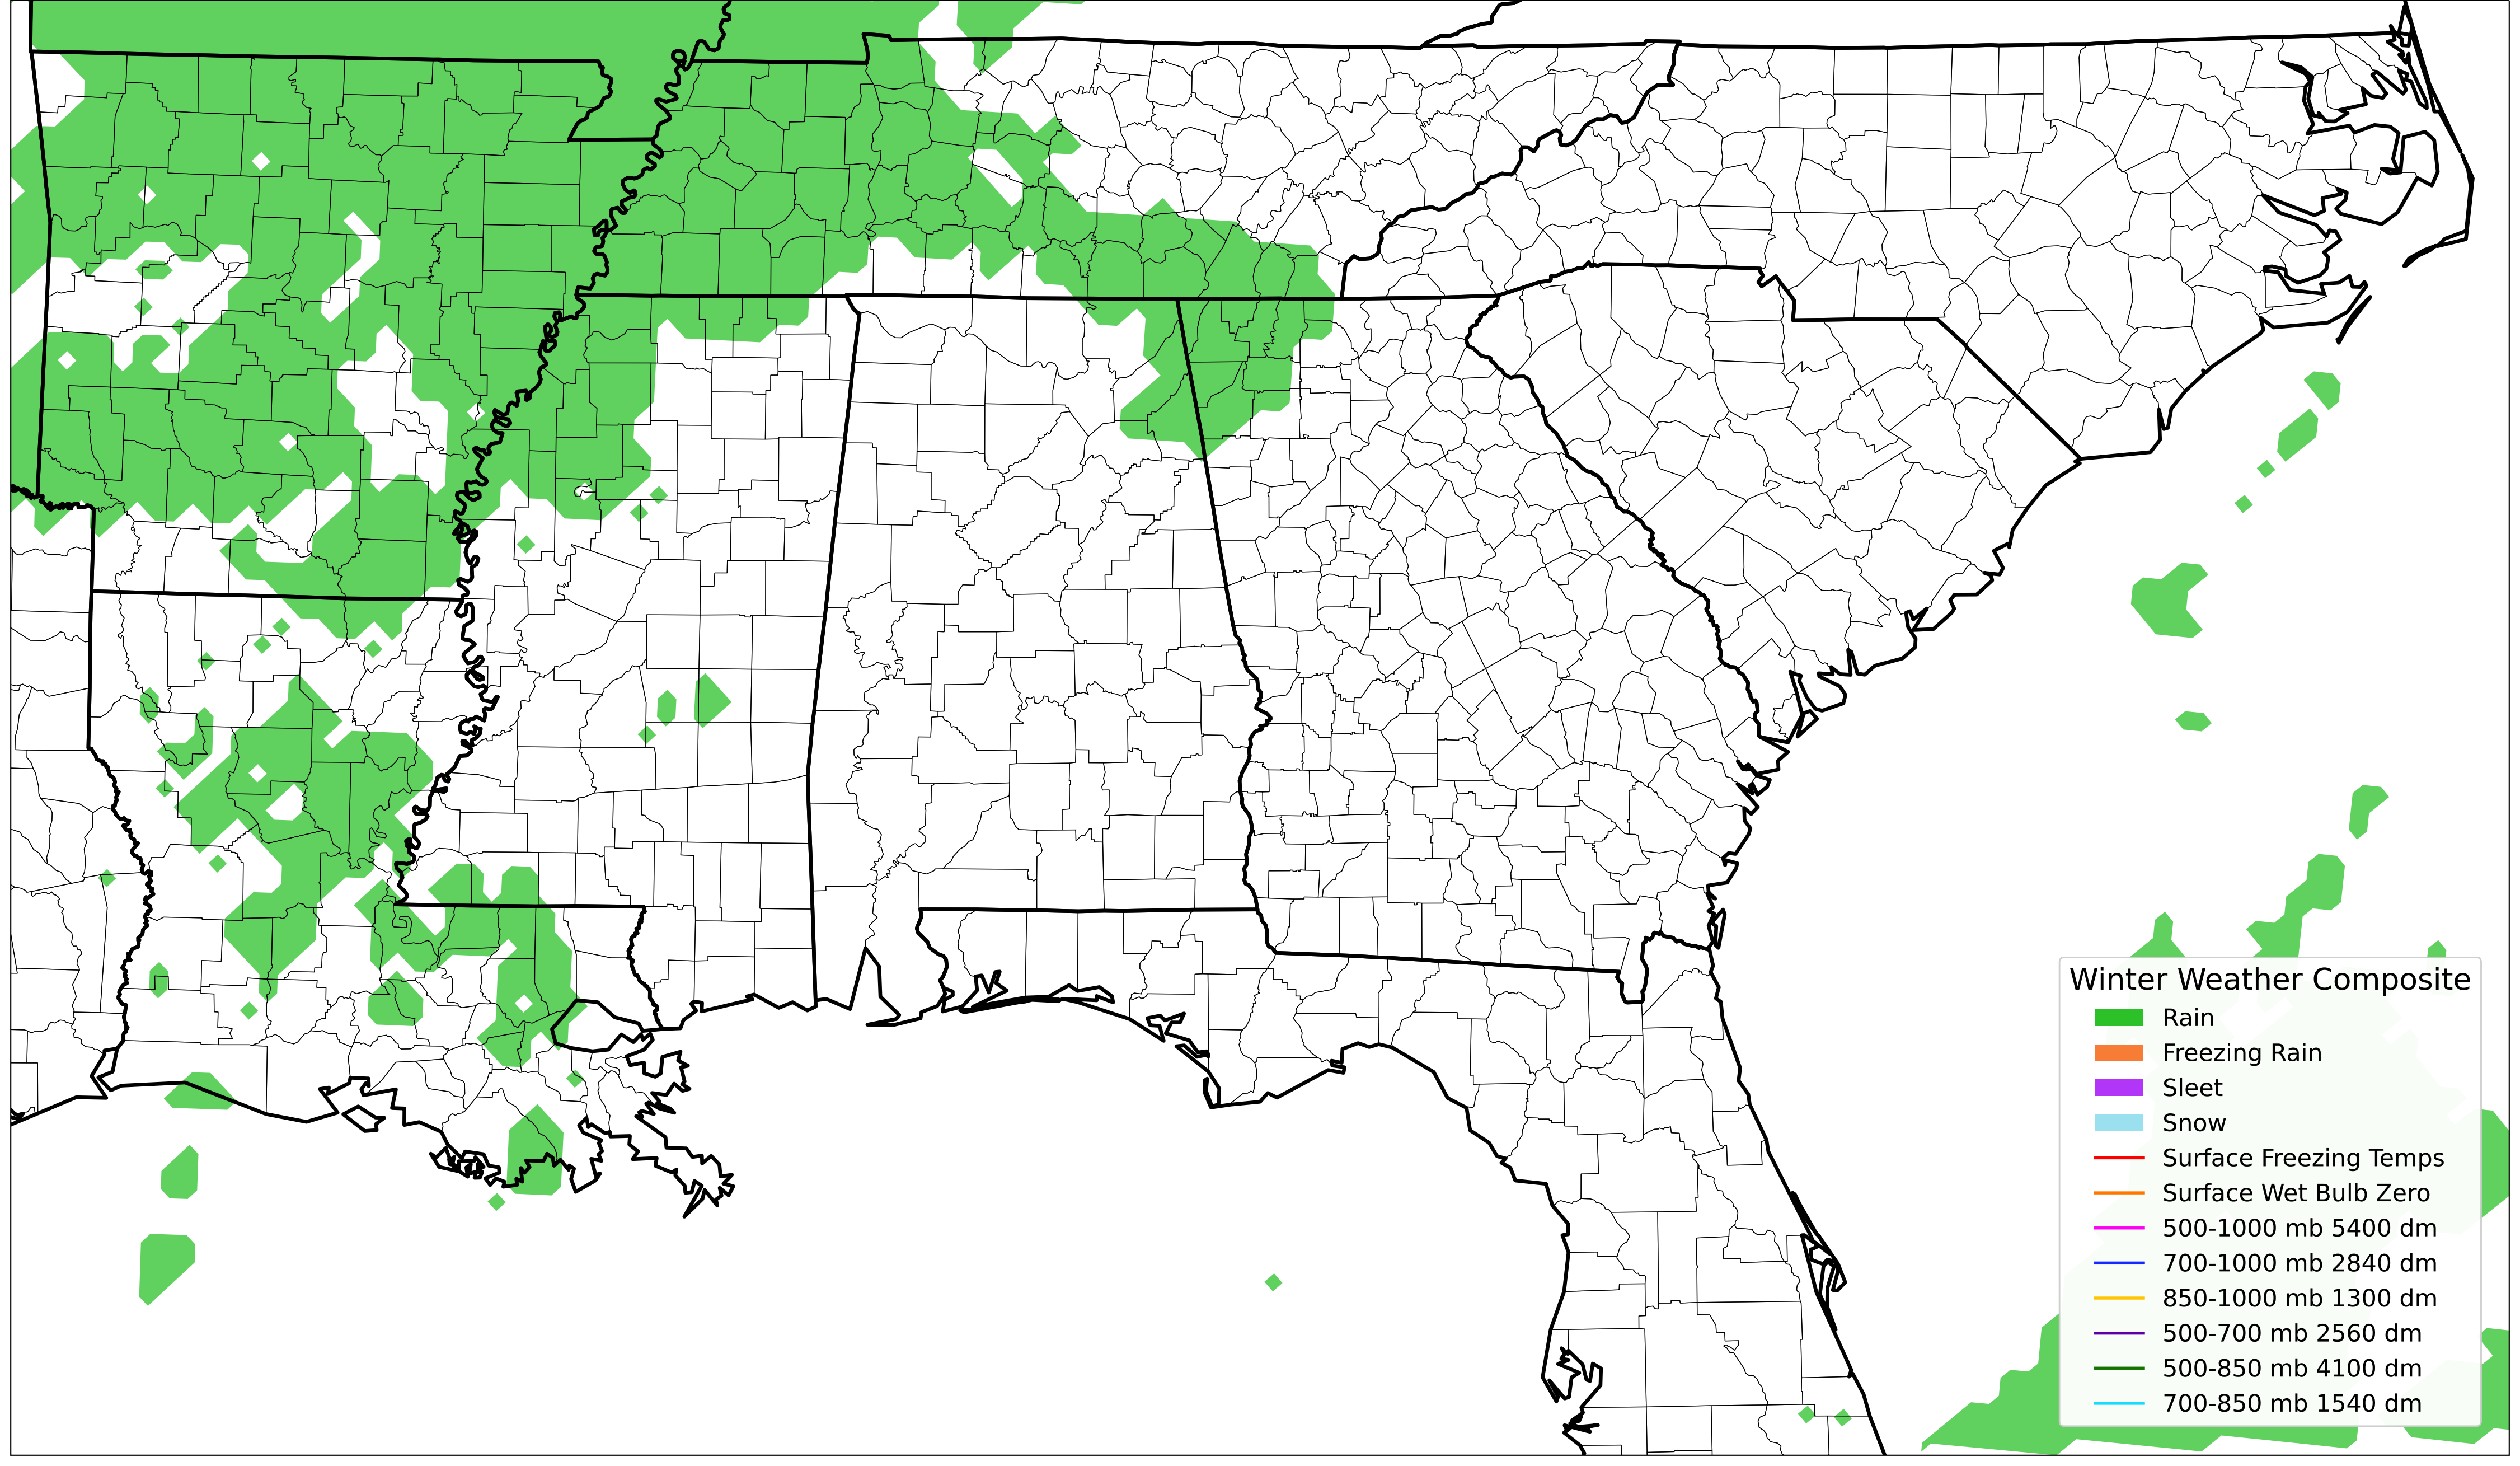 Winter Weather Composite
Rain
Freezing Rain
Sleet
Snow
Surface Freezing Temps
Surface Wet Bulb Zero
500-1000 mb 5400 dm
700-1000 mb 2840 dm
850-1000 mb 1300 dm
500-700 mb 2560 dm
500-850 mb 4100 dm
700-850 mb 1540 dm